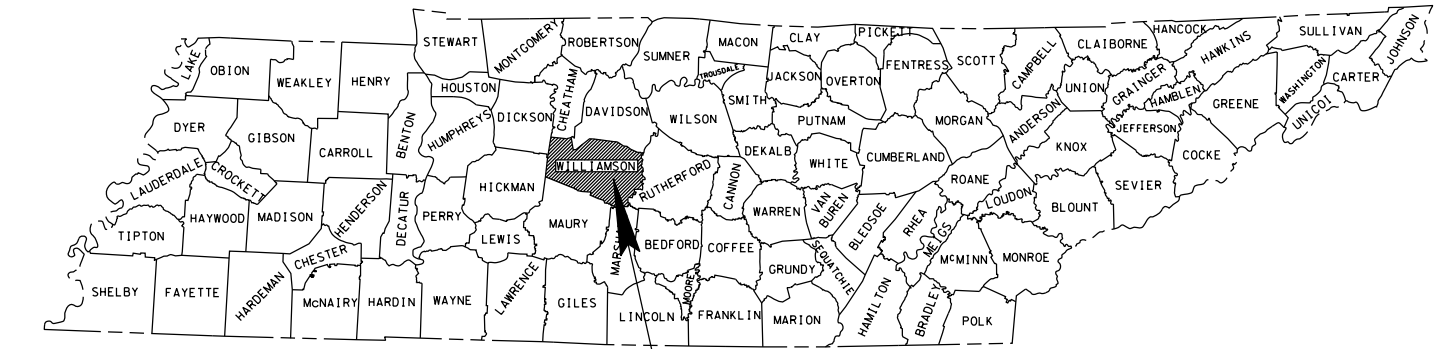 STEWART
MONTGOMERY
ROBERTSON
SUMNER
MACON
CLAY
PICKETT
SCOTT
CAMPBELL
CLAIBORNE
HANCOCK
HAWKINS
SULLIVAN
JOHNSON
LAKE
OBION
WEAKLEY
HENRY
HOUSTON
CHEATHAM
TROUSDALE
JACKSON
OVERTON
FENTRESS
UNION
GRAINGER
HAMBLEN
WASHINGTON
CARTER
GREENE
UNICOI
DYER
GIBSON
CARROLL
BENTON
HUMPHREYS
DICKSON
DAVIDSON
WILSON
SMITH
PUTNAM
MORGAN
ANDERSON
KNOX
JEFFERSON
COCKE
LAUDERDALE
CROCKETT
WILLIAMSON
RUTHERFORD
CANNON
DEKALB
WHITE
CUMBERLAND
ROANE
LOUDON
BLOUNT
SEVIER
TIPTON
HAYWOOD
MADISON
HENDERSON
DECATUR
PERRY
HICKMAN
LEWIS
MAURY
BEDFORD
COFFEE
WARREN
VAN
BUREN
BLEDSOE
RHEA
MEIGS
McMINN
MONROE
CHESTER
SEQUATCHIE
GRUNDY
SHELBY
FAYETTE
HARDEMAN
McNAIRY
HARDIN
WAYNE
LAWRENCE
GILES
LINCOLN
MOORE
FRANKLIN
MARION
HAMILTON
BRADLEY
POLK